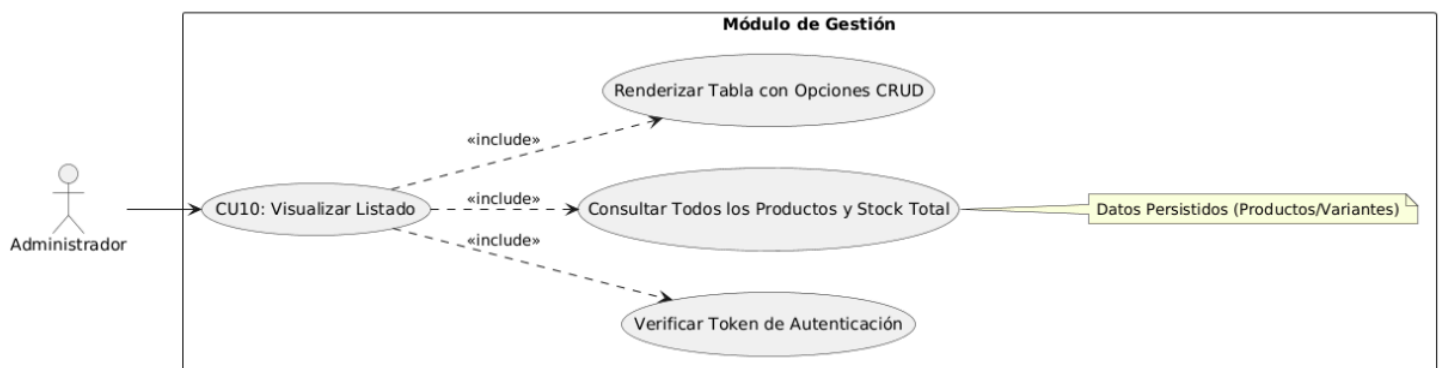 Módulo de Gestión
Renderizar Tabla con Opciones CRUD
«include»
Administrador
CU10: Visualizar Listado
«include»
Consultar Todos los Productos y Stock Total
Datos Persistidos (Productos/Variantes)
«include»
Verificar Token de Autenticación